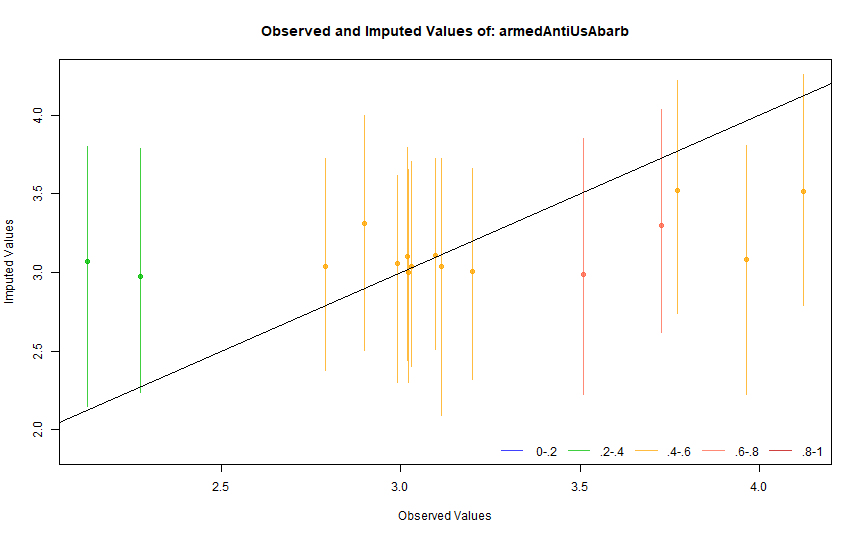 Observed and Imputed Values of: armedAntiUsAbarb
Imputed Values
4.0
3.5
3.0
2.5
2.0
0-.2 .2-.4 .4-.6 .6-.8 .8-1
2.5 3.0 3.5 4.0
Observed Values